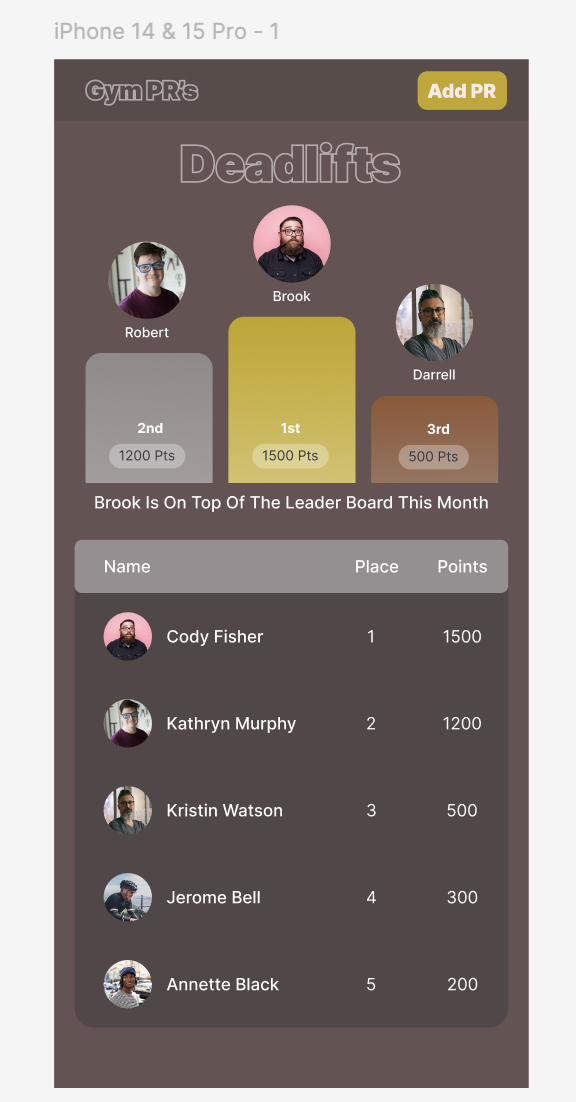 iPhone 14 & 15 Pro - 1
Gym PR's
Add PR
Deadlifts
Brook
Robert
Darrell
2nd
1200 Pts
1st
1500 Pts
3rd
500 Pts
Brook Is On Top Of The Leader Board This Month
Name Place Points
Cody Fisher 1 1500
Kathryn Murphy 2 1200
Kristin Watson 3 500
Jerome Bell 4 300
Annette Black 5 200